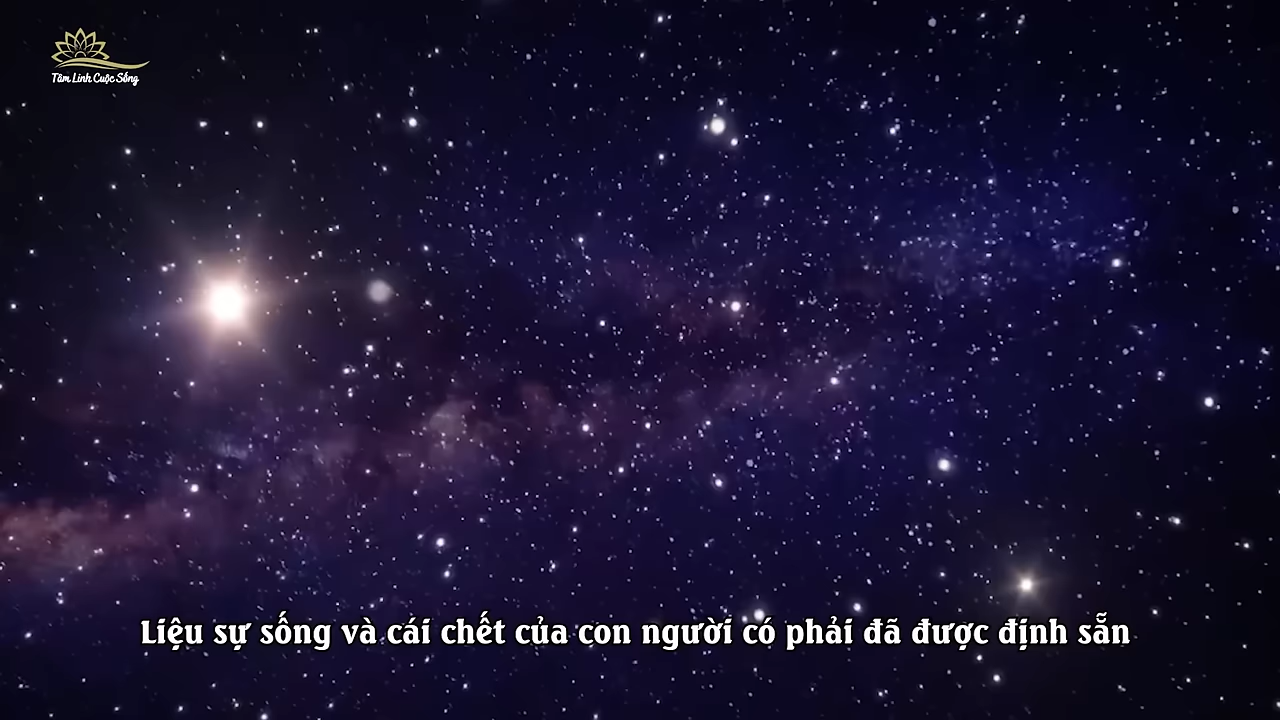 Tâm Linh Cuộc Sống
Liệu sự sống và cái chết của con người có phải đã được định sẵn